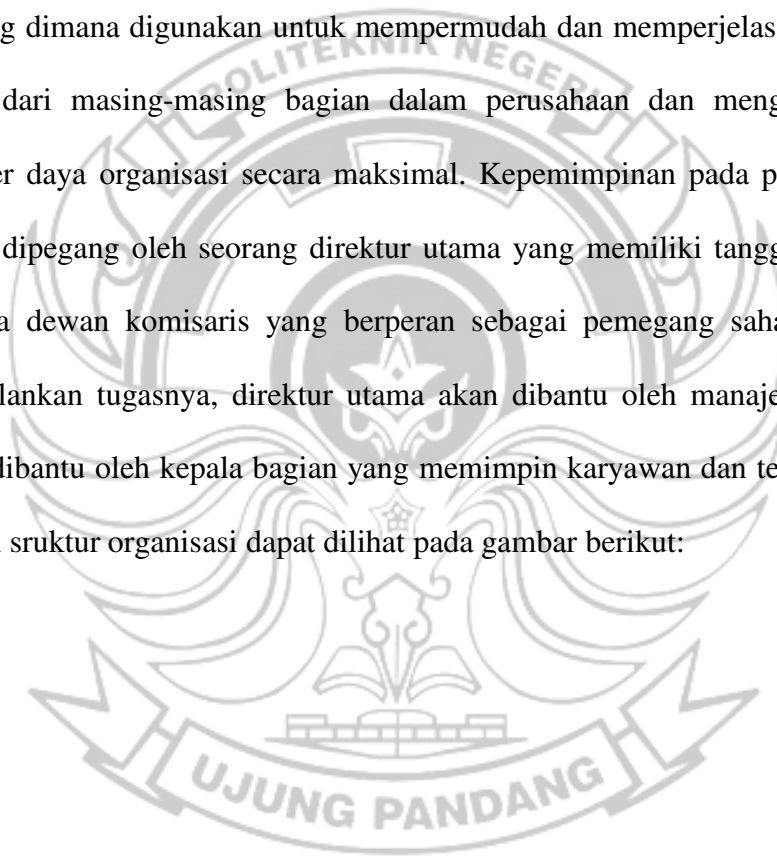 g dimana digunakan untuk mempermudah dan memperjelas
dari masing-masing bagian dalam perusahaan dan meng
er daya organisasi secara maksimal. Kepemimpinan pada p
dipegang oleh seorang direktur utama yang memiliki tangg
a dewan komisaris yang berperan sebagai pemegang saha
lankan tugasnya, direktur utama akan dibantu oleh manaje
dibantu oleh kepala bagian yang memimpin karyawan dan te
sruktur organisasi dapat dilihat pada gambar berikut:
POLITEKNIK NEGERI
UJUNG PANDANG